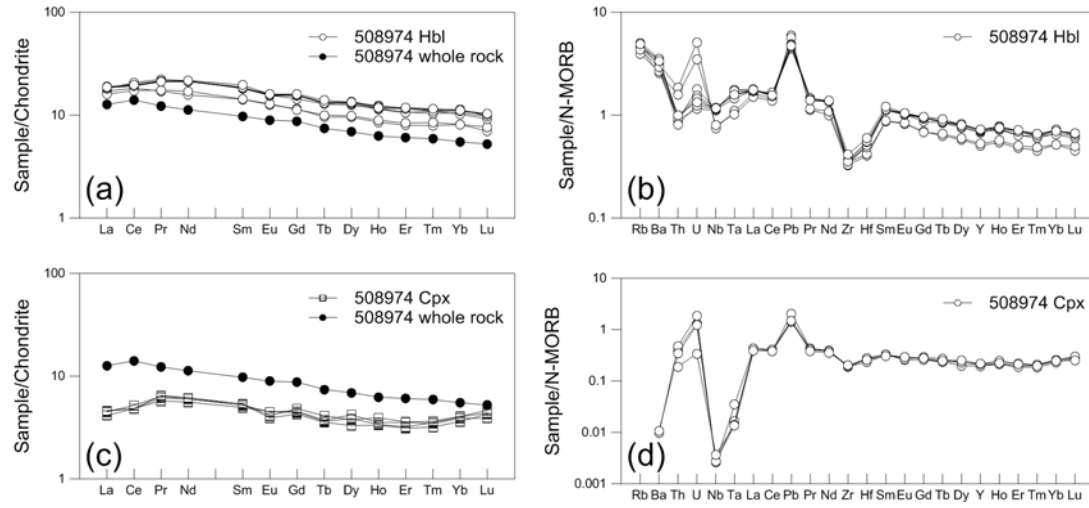 100
10
1
Sample/Chondrite
508974 Hbl
508974 whole rock
(a)
La Ce Pr Nd Sm Eu Gd Tb Dy Ho Er Tm Yb Lu
10
1
0.1
Sample/N-MORB
508974 Hbl
(b)
Rb Ba Th U Nb Ta La Ce Pb Pr Nd Zr Hf Sm Eu Gd Tb Dy Y Ho Er Tm Yb Lu
100
10
1
Sample/Chondrite
508974 Cpx
508974 whole rock
(c)
La Ce Pr Nd Sm Eu Gd Tb Dy Ho Er Tm Yb Lu
10
1
0.1
0.01
0.001
Sample/N-MORB
508974 Cpx
(d)
Rb Ba Th U Nb Ta La Ce Pb Pr Nd Zr Hf Sm Eu Gd Tb Dy Y Ho Er Tm Yb Lu